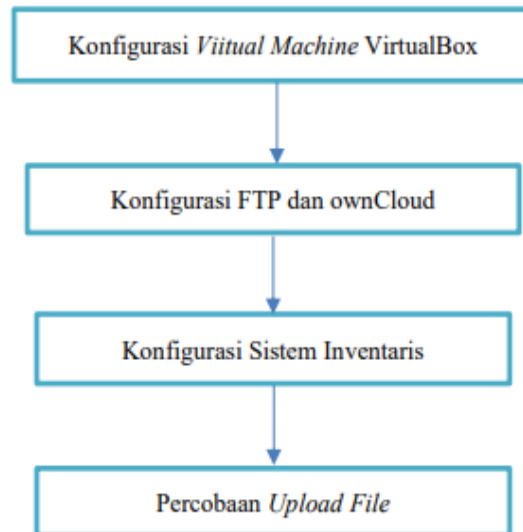 Konfigurasi Viitual Machine VirtualBox
Konfigurasi FTP dan ownCloud
Konfigurasi Sistem Inventaris
Percobaan Upload File